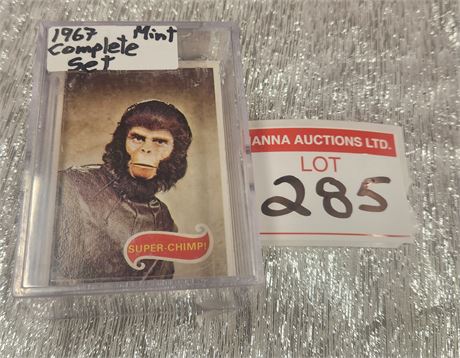 1967 Mint
Complete
Set
SUPER-CHIMP!
ANNA AUCTIONS LTD.
LOT
285